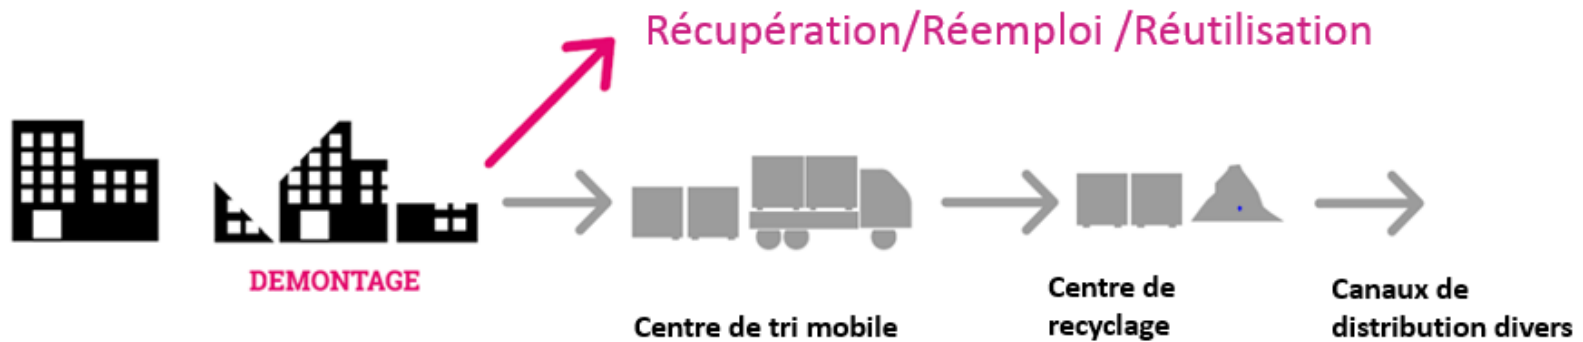 Récupération/Réemploi /Réutilisation
DEMONTAGE
Centre de tri mobile
Centre de
recyclage
Canaux de
distribution divers